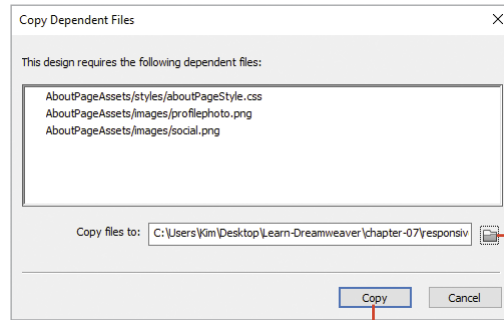 Copy Dependent Files
This design requires the following dependent files:
AboutPageAssets/styles/aboutPageStyle.css
AboutPageAssets/images/profilephoto.png
AboutPageAssets/images/social.png
Copy files to: C:\Users\Kim\Desktop\Learn-Dreamweaver\chapter-07\responsiv
Copy Cancel